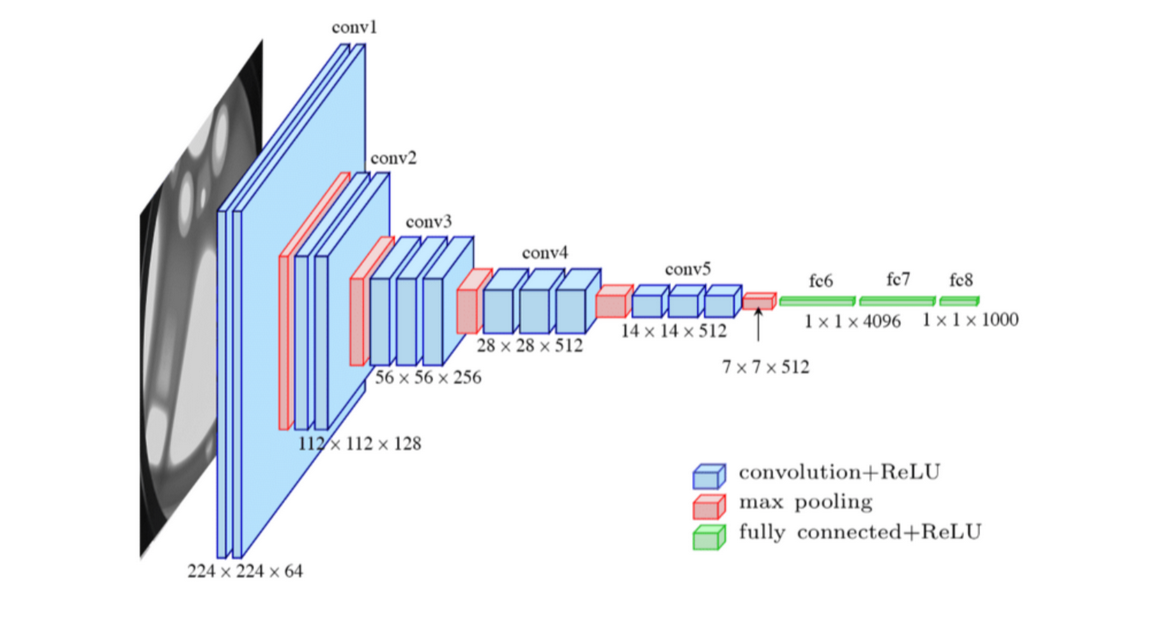 conv1
conv2
conv3
conv4
conv5
fc6
fc7
fc8
1 × 1 × 4096
1 × 1 × 1000
14 × 14 × 512
28 × 28 × 512
7 × 7 × 512
56 × 56 × 256
112 × 112 × 128
224 × 224 × 64
convolution+ReLU
max pooling
fully connected+ReLU